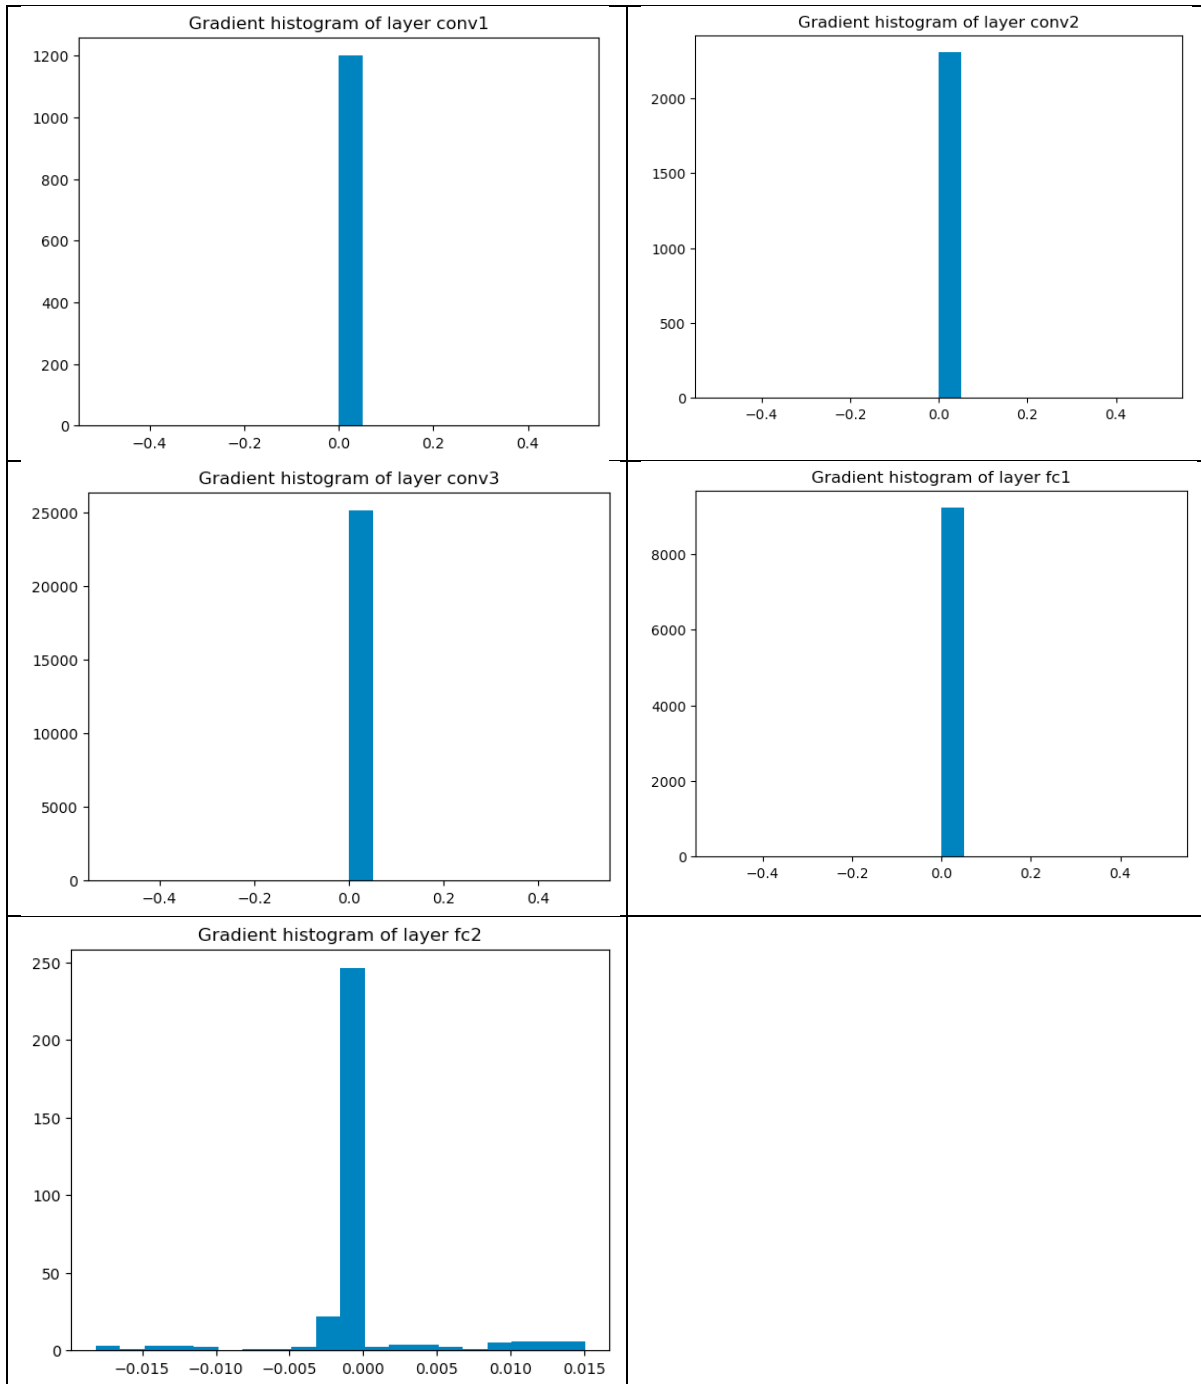 Gradient histogram of layer conv1
1200
1000
800
600
400
200
0
−0.4 −0.2 0.0 0.2 0.4
Gradient histogram of layer conv2
2000
1500
1000
500
0
−0.4 −0.2 0.0 0.2 0.4
Gradient histogram of layer conv3
25000
20000
15000
10000
5000
0
−0.4 −0.2 0.0 0.2 0.4
Gradient histogram of layer fc1
8000
6000
4000
2000
0
−0.4 −0.2 0.0 0.2 0.4
Gradient histogram of layer fc2
250
200
150
100
50
0
−0.015 −0.010 −0.005 0.000 0.005 0.010 0.015